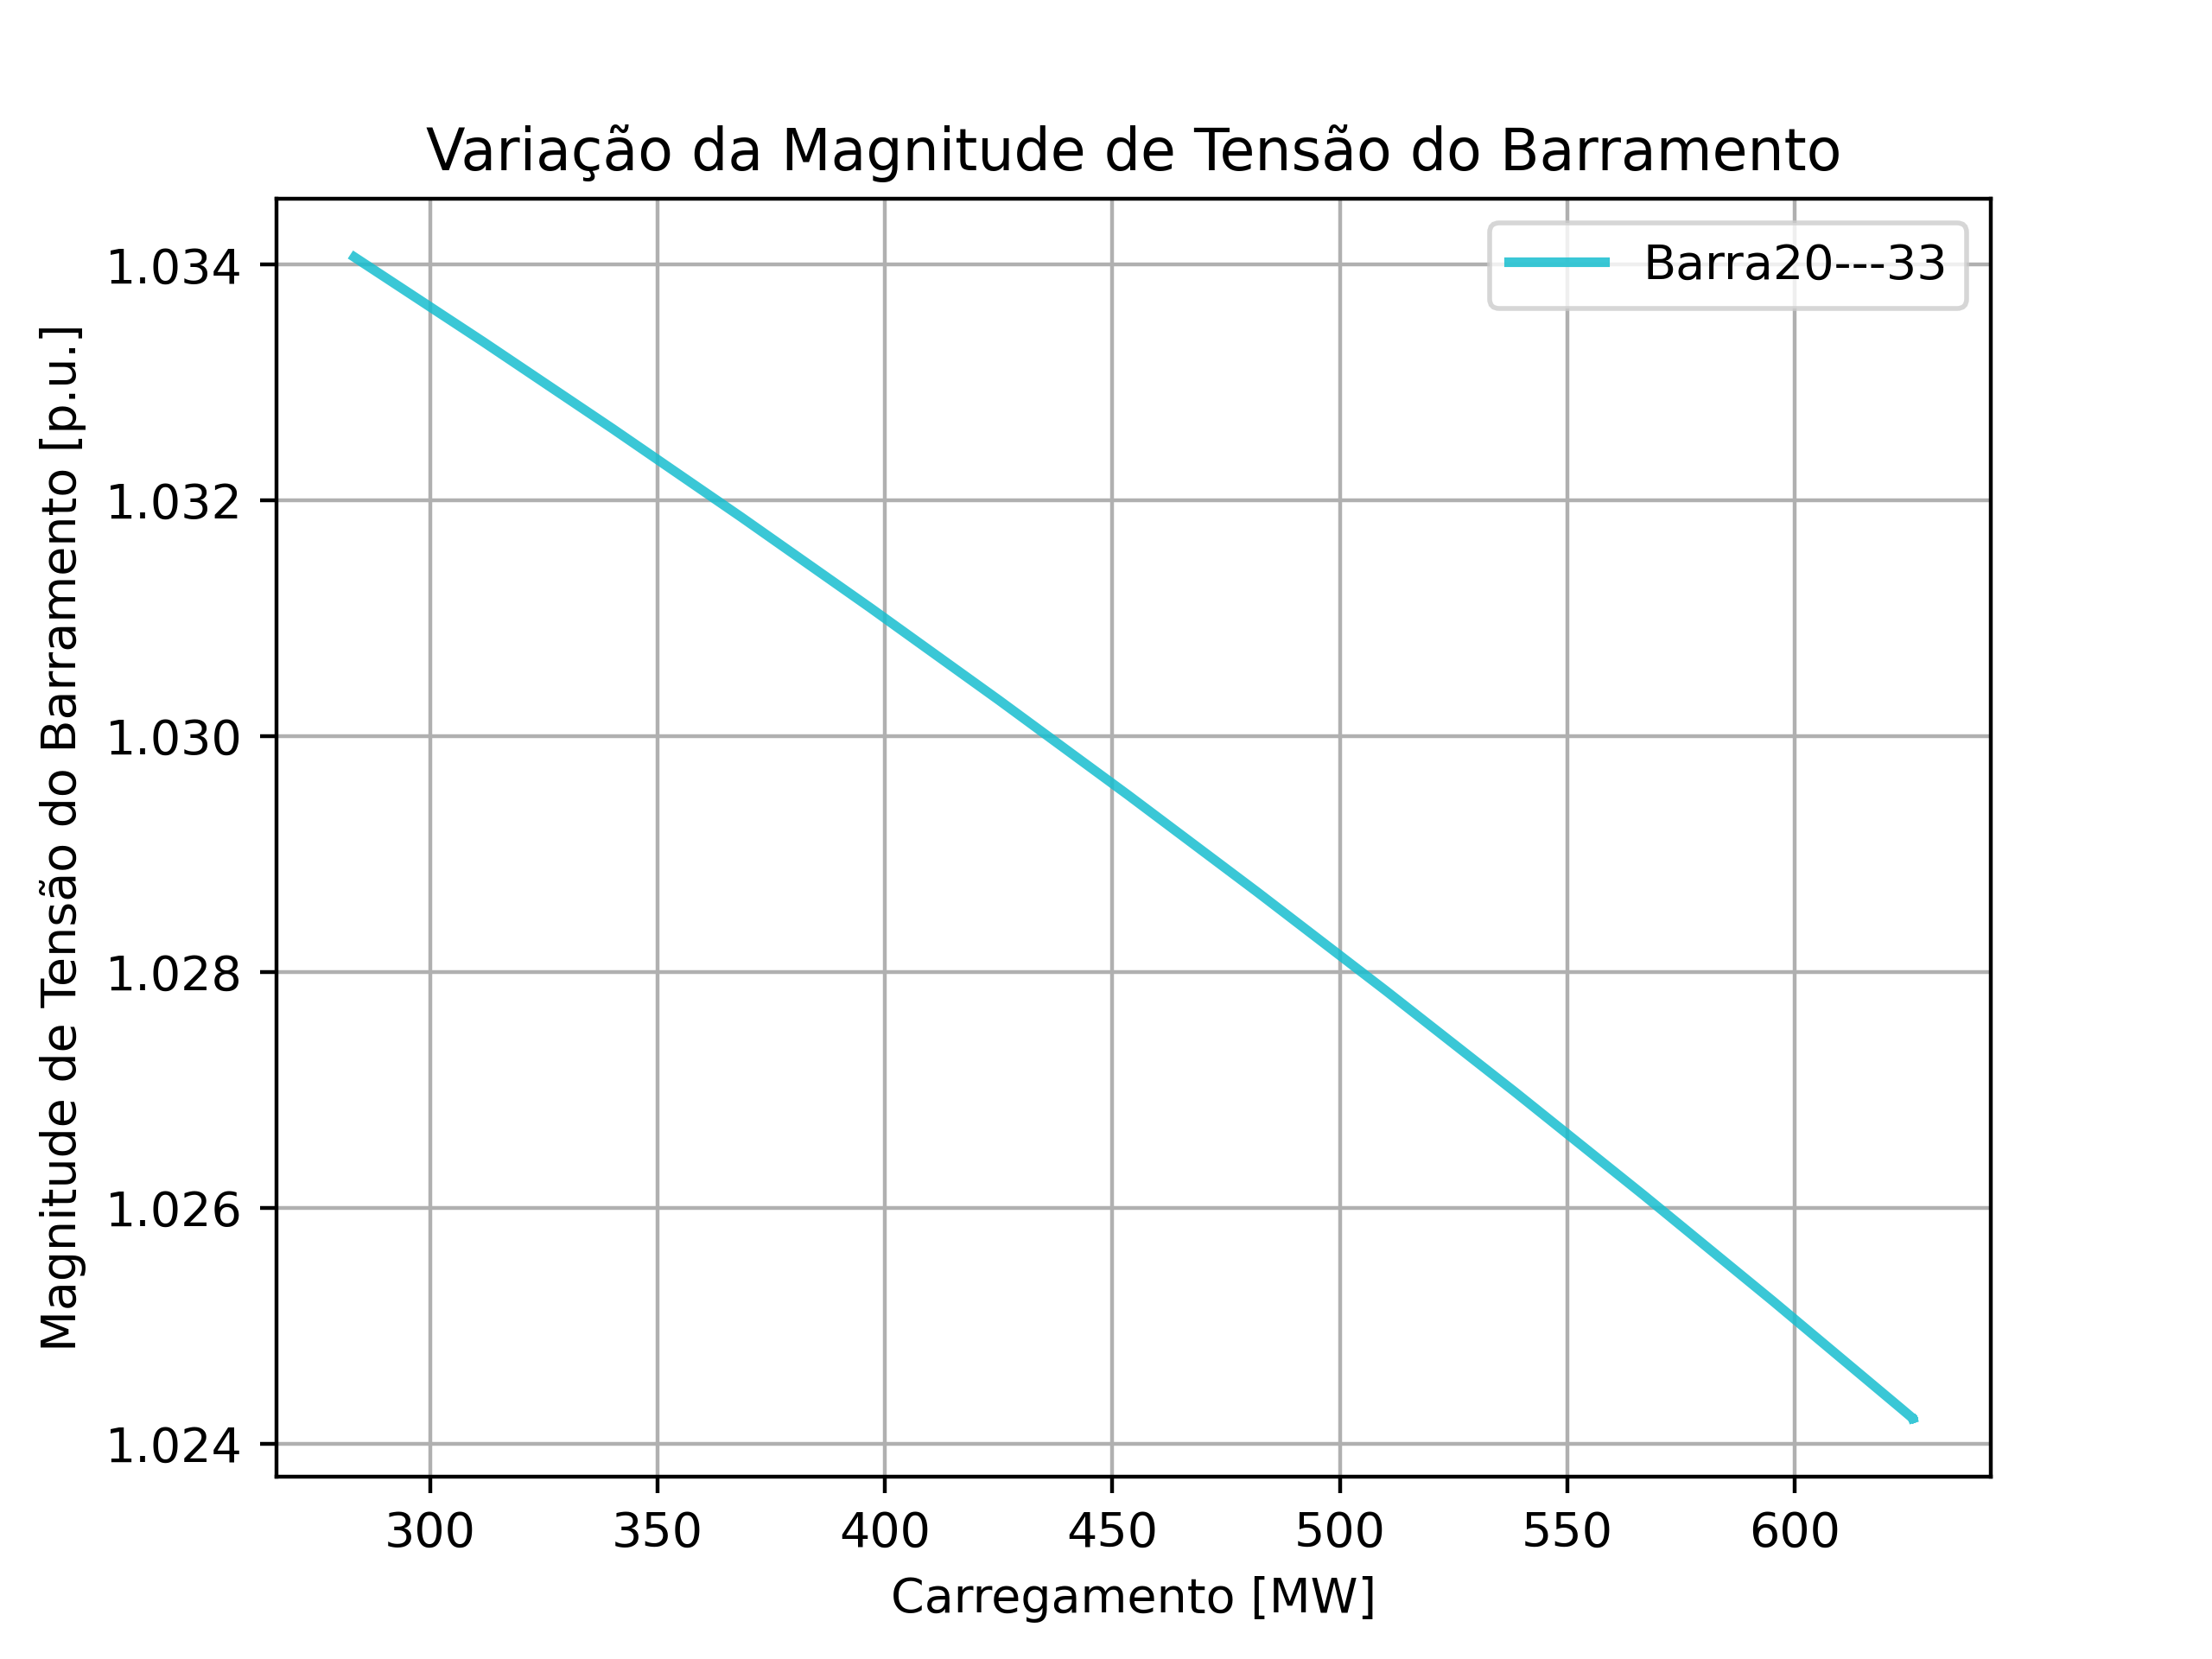 Variação da Magnitude de Tensão do Barramento
Barra20---33
Magnitude de Tensão do Barramento [p.u.]
1.034
1.032
1.030
1.028
1.026
1.024
300 350 400 450 500 550 600
Carregamento [MW]